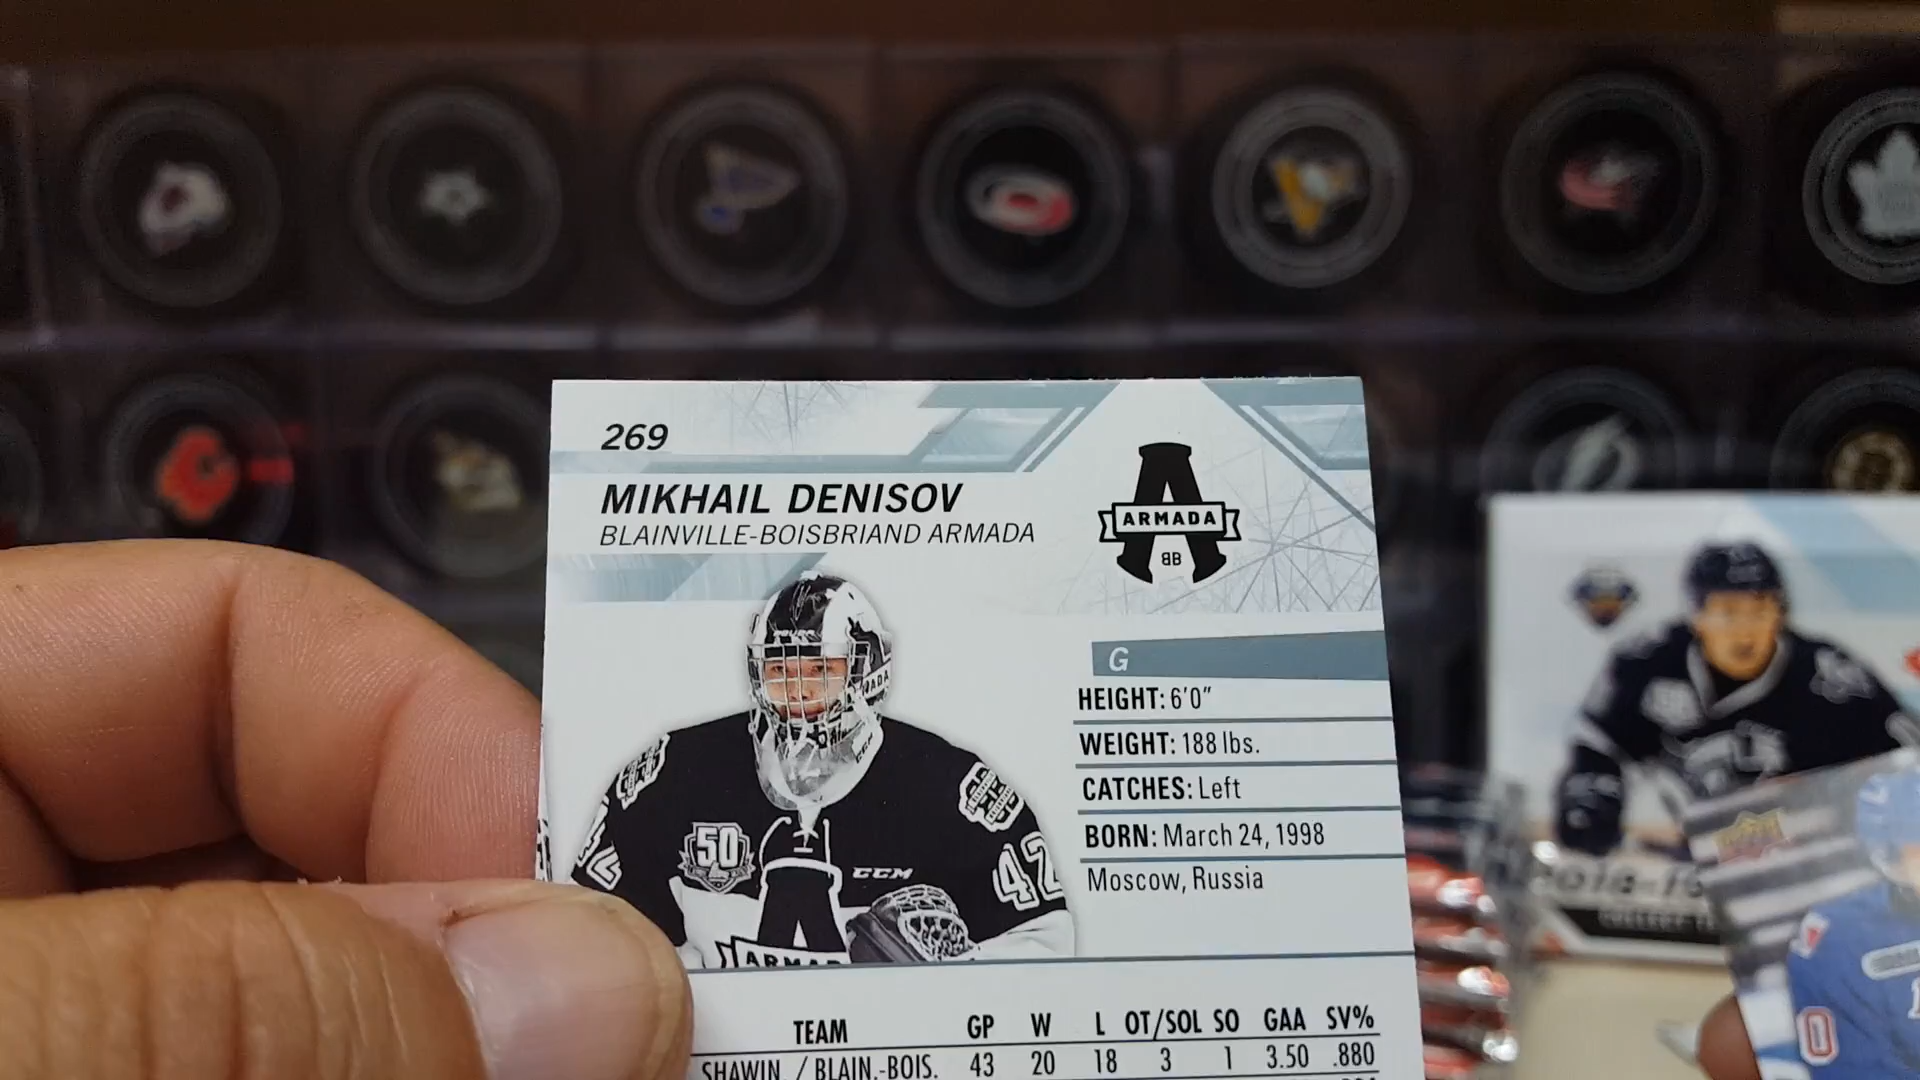 269
MIKHAIL DENISOV
BLAINVILLE-BOISBRIAND ARMADA
ARMADA
BB
G
HEIGHT: 6'0"
WEIGHT: 188 lbs.
CATCHES: Left
BORN: March 24, 1998
Moscow, Russia
50
CCM
42
ARMADA
TEAM GP W L OT/SOL SO GAA SV%
SHAWIN. / BLAIN.-BOIS. 43 20 18 3 1 3.50 .880